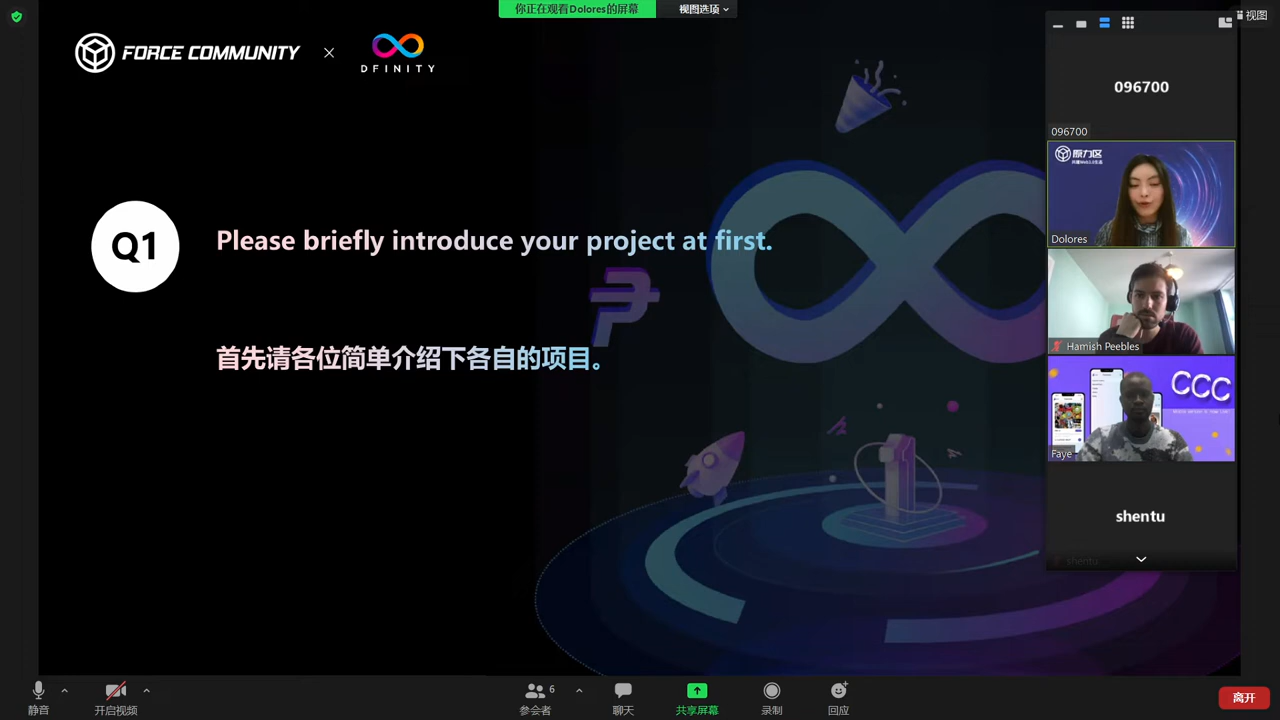 你正在观看Dolores的屏幕
视图选项
视图
FORCE COMMUNITY
×
DFINITY
096700
096700
原力区
Dolores
Q1
Please briefly introduce your project at first.
首先请各位简单介绍下各自的项目。
Hamish Peebles
CCC
Faye
shentu
shentu
静音
开启视频
6
参会者
聊天
共享屏幕
录制
回应
离开